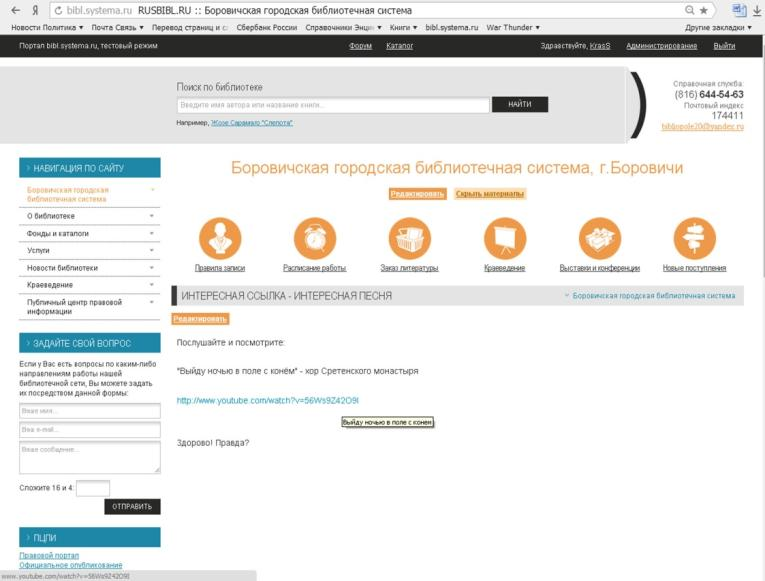 bibl.systema.ru RUSBIBL.RU :: Боровичская городская библиотечная система
Новости Политика Почта Связь Перевод страниц и с Сбербанк России Справочники Энцик Книги bibl.systema.ru War Thunder Другие закладки
Портал bibl.systema.ru, тестовый режим Форум Каталог Здравствуйте, KrasS Администрирование Выйти
Поиск по библиотеке
Введите имя автора или название книги...
НАЙТИ
Например, Жозе Сарамаго "Слепота"
Справочная служба:
(816) 644-54-63
Почтовый индекс
174411
bibliopole20@yandex.ru
НАВИГАЦИЯ ПО САЙТУ
Боровичская городская
библиотечная система
О библиотеке
Фонды и каталоги
Услуги
Новости библиотеки
Краеведение
Публичный центр правовой
информации
ЗАДАЙТЕ СВОЙ ВОПРОС
Если у Вас есть вопросы по каким-либо
направлениям работы нашей
библиотечной сети, Вы можете задать
их посредством данной формы:
Ваше имя...
Ваш e-mail...
Ваше сообщение...
Сложите 16 и 4:
ОТПРАВИТЬ
ПЦПИ
Правовой портал
Официальное опубликование
Боровичская городская библиотечная система, г.Боровичи
Редактировать Скрыть материалы
Правила записи Расписание работы Заказ литературы Краеведение Выставки и конференции Новые поступления
ИНТЕРЕСНАЯ ССЫЛКА - ИНТЕРЕСНАЯ ПЕСНЯ Боровичская городская библиотечная система
Редактировать
Послушайте и посмотрите:
"Выйду ночью в поле с конём" - хор Сретенского монастыря
http://www.youtube.com/watch?v=56Ws9Z42O9I
Выйду ночью в поле с конем
Здорово! Правда?
www.youtube.com/watch?v=56Ws9Z42O9I